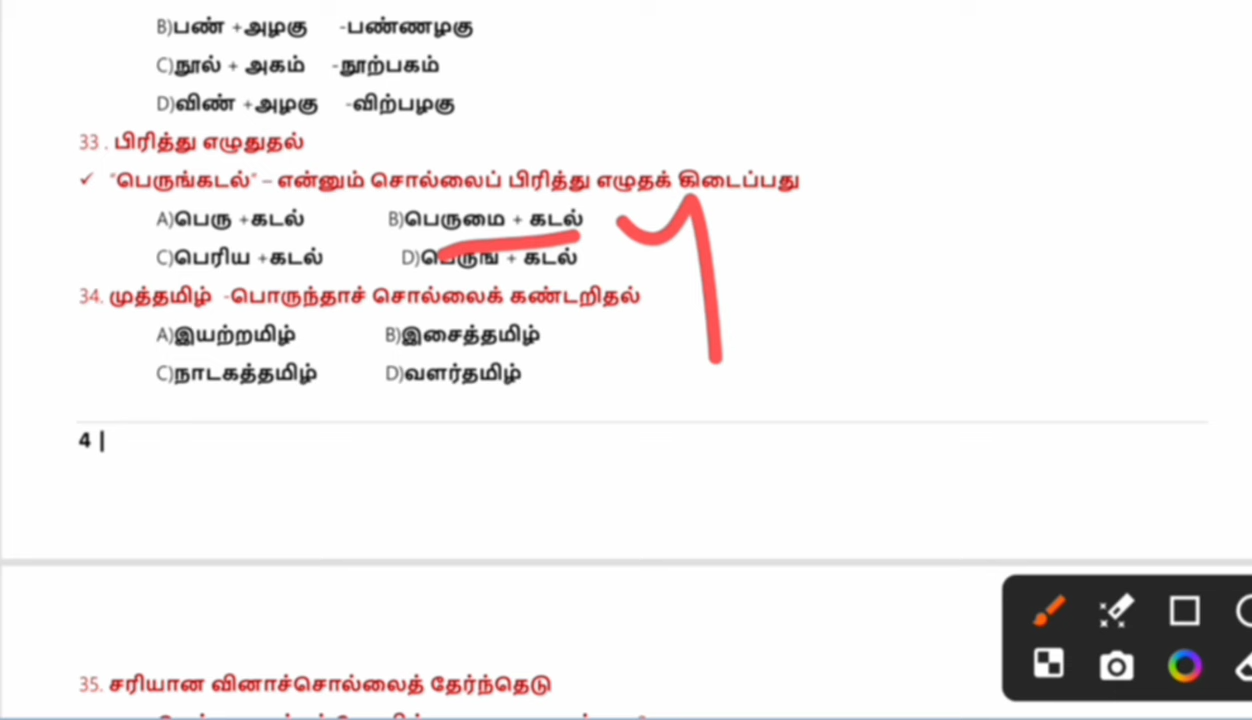 B)பண் +அழகு -பண்ணழகு
C)நூல் + அகம் -நூற்பகம்
D)விண் +அழகு -விற்பழகு
33 . பிரித்து எழுதுதல்
✓ "பெருங்கடல்" – என்னும் சொல்லைப் பிரித்து எழுதக் கிடைப்பது
A)பெரு +கடல் B)பெருமை + கடல்
C)பெரிய +கடல் D)பெருங் + கடல்
34. முத்தமிழ் -பொருந்தாச் சொல்லைக் கண்டறிதல்
A)இயற்றமிழ் B)இசைத்தமிழ்
C)நாடகத்தமிழ் D)வளர்தமிழ்
4 |
35. சரியான வினாச்சொல்லைத் தேர்ந்தெடு